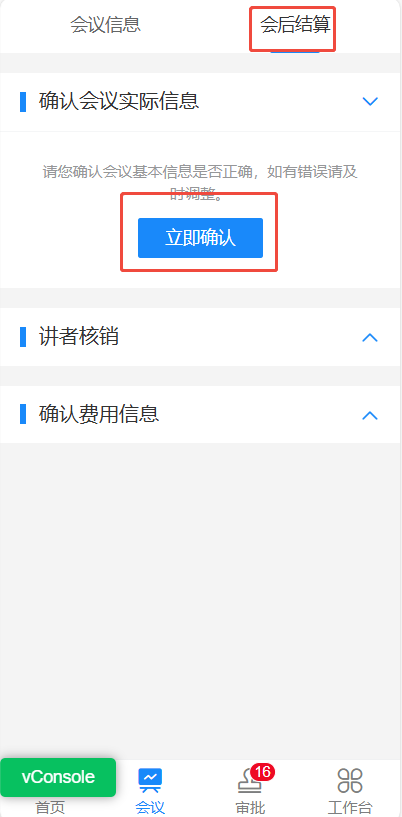 会议信息
会后结算
确认会议实际信息
请您确认会议基本信息是否正确，如有错误请及
时调整。
立即确认
讲者核销
确认费用信息
vConsole
16
首页
会议
审批
工作台